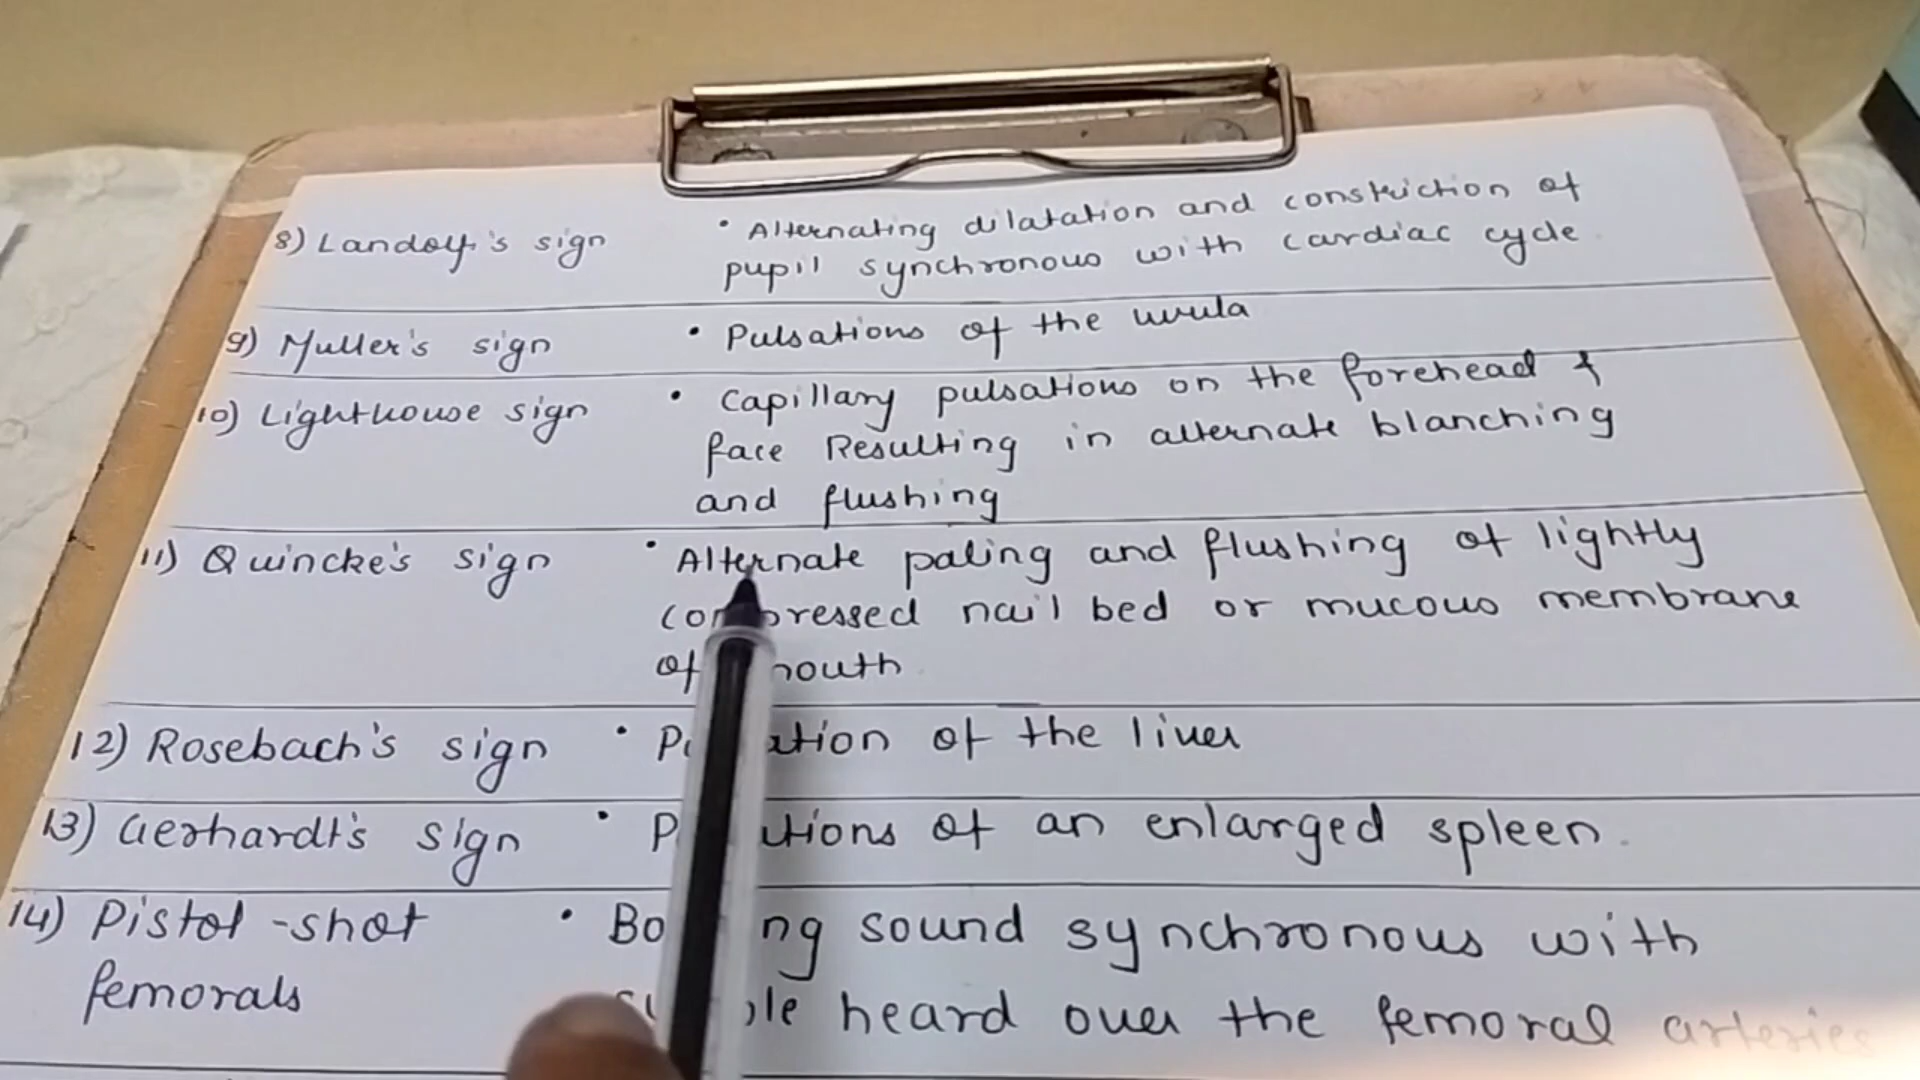 8) Landolf's sign • Alternating dilatation and constriction of
pupil synchronous with cardiac cycle
9) Muller's sign • Pulsations of the uvula
10) Lighthouse sign • Capillary pulsations on the forehead &
face Resulting in alternate blanching
and flushing
11) Quincke's sign • Alternate paling and flushing of lightly
nail bed or mucous membrane
of
12) Rosebach's sign • of the liver
13) Gerhardt's sign • of an enlarged spleen.
14) Pistol-shot • sound synchronous with
femorals heard over the femoral arteries